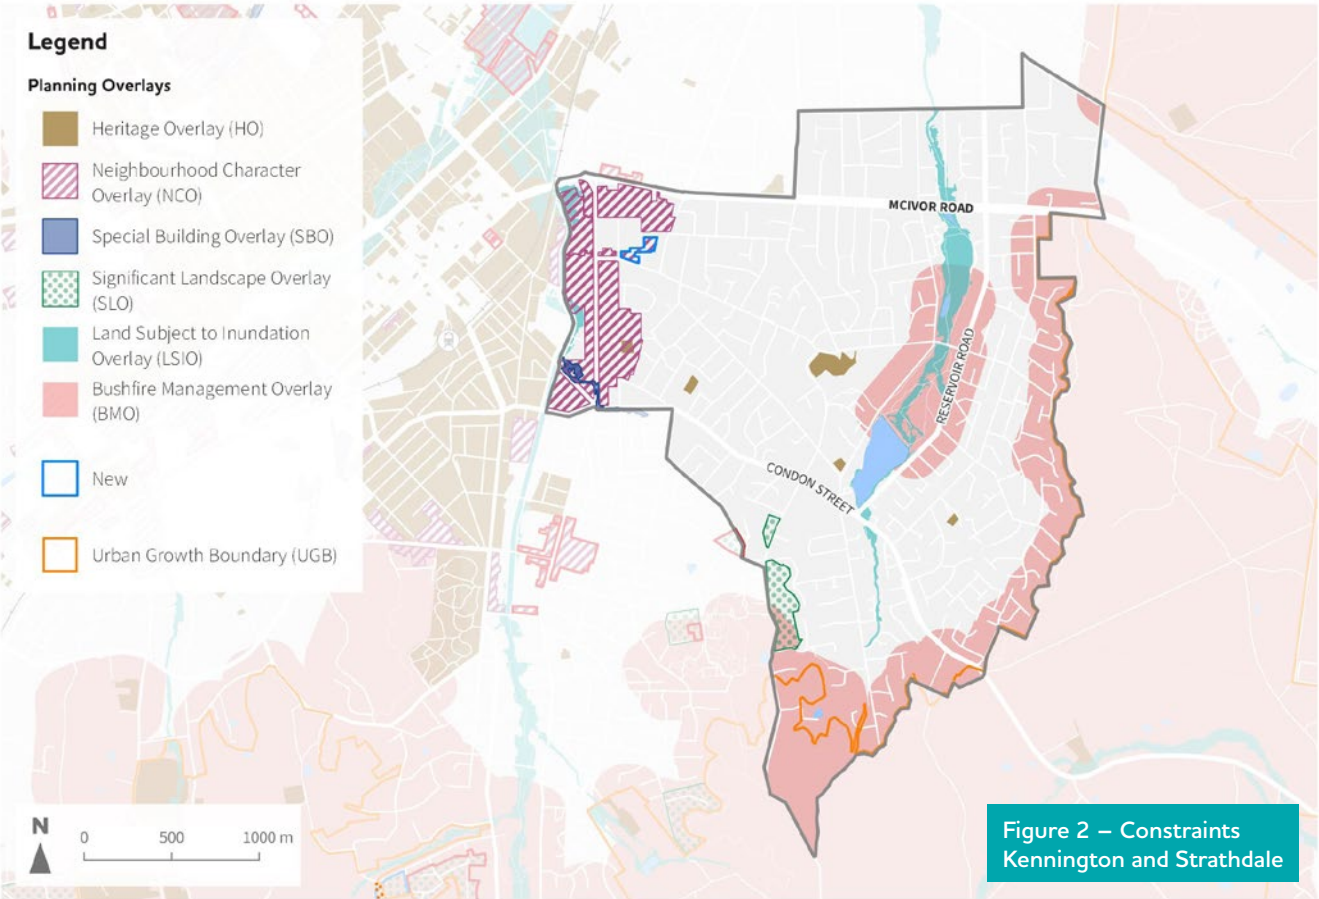 Legend
Planning Overlays
Heritage Overlay (HO)
Neighbourhood Character
Overlay (NCO)
Special Building Overlay (SBO)
Significant Landscape Overlay
(SLO)
Land Subject to Inundation
Overlay (LSIO)
Bushfire Management Overlay
(BMO)
New
Urban Growth Boundary (UGB)
MCIVOR ROAD
RESERVOIR ROAD
CONDON STREET
N
0 500 1000 m
Figure 2 – Constraints
Kennington and Strathdale